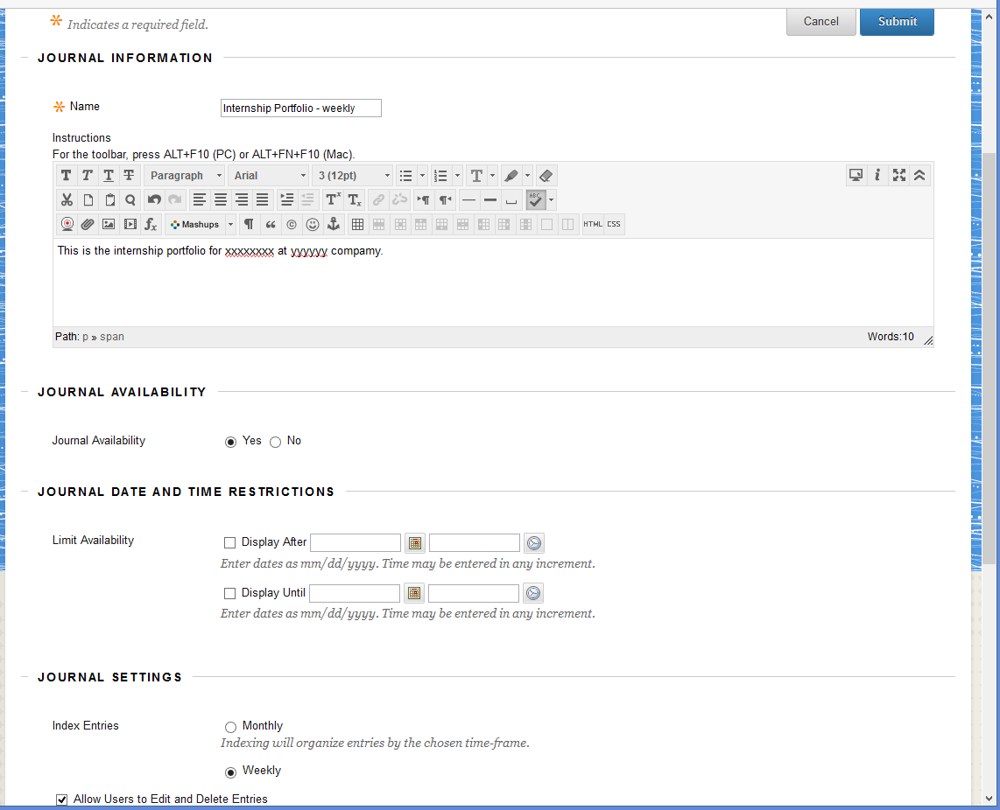 Indicates a required field.
Cancel Submit
JOURNAL INFORMATION
Name Internship Portfolio - weekly
Instructions
For the toolbar, press ALT+F10 (PC) or ALT+FN+F10 (Mac).
T T T T Paragraph Arial 3 (12pt) T
ABC
Mashups HTML CSS
This is the internship portfolio for xxxxxxxx at yyyyyy compamy.
Path: p » span Words:10
JOURNAL AVAILABILITY
Journal Availability Yes No
JOURNAL DATE AND TIME RESTRICTIONS
Limit Availability Display After
Enter dates as mm/dd/yyyy. Time may be entered in any increment.
Display Until
Enter dates as mm/dd/yyyy. Time may be entered in any increment.
JOURNAL SETTINGS
Index Entries Monthly
Indexing will organize entries by the chosen time-frame.
Weekly
Allow Users to Edit and Delete Entries